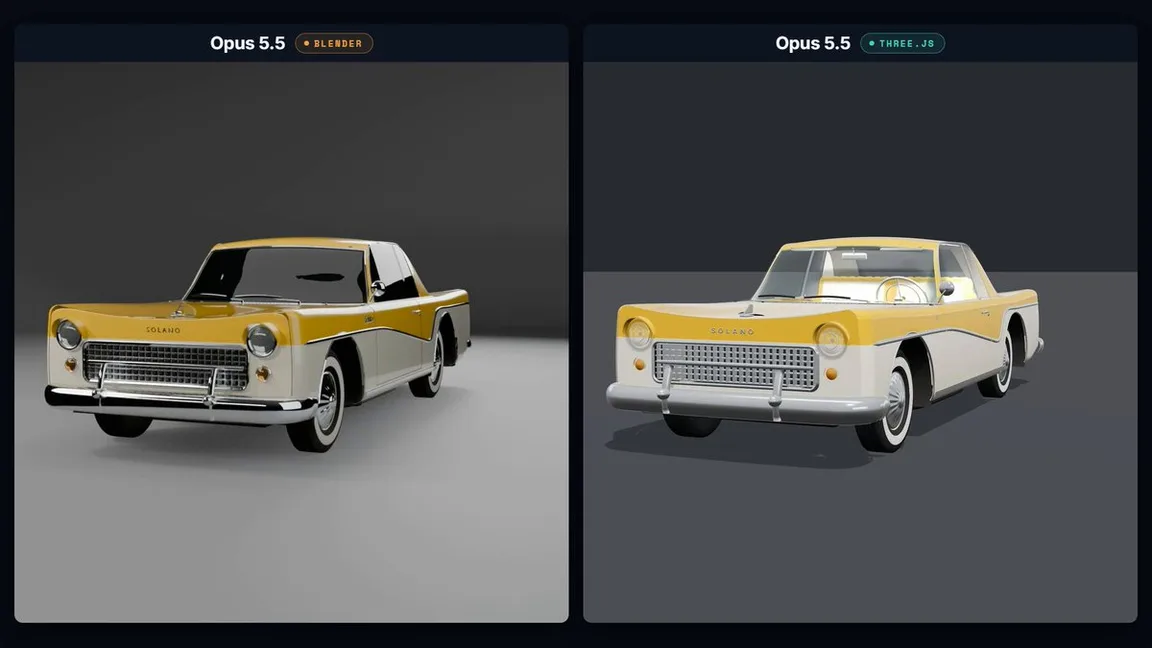 Opus 5.5
BLENDER
Opus 5.5
THREE.JS
SOLANO
SOLANO